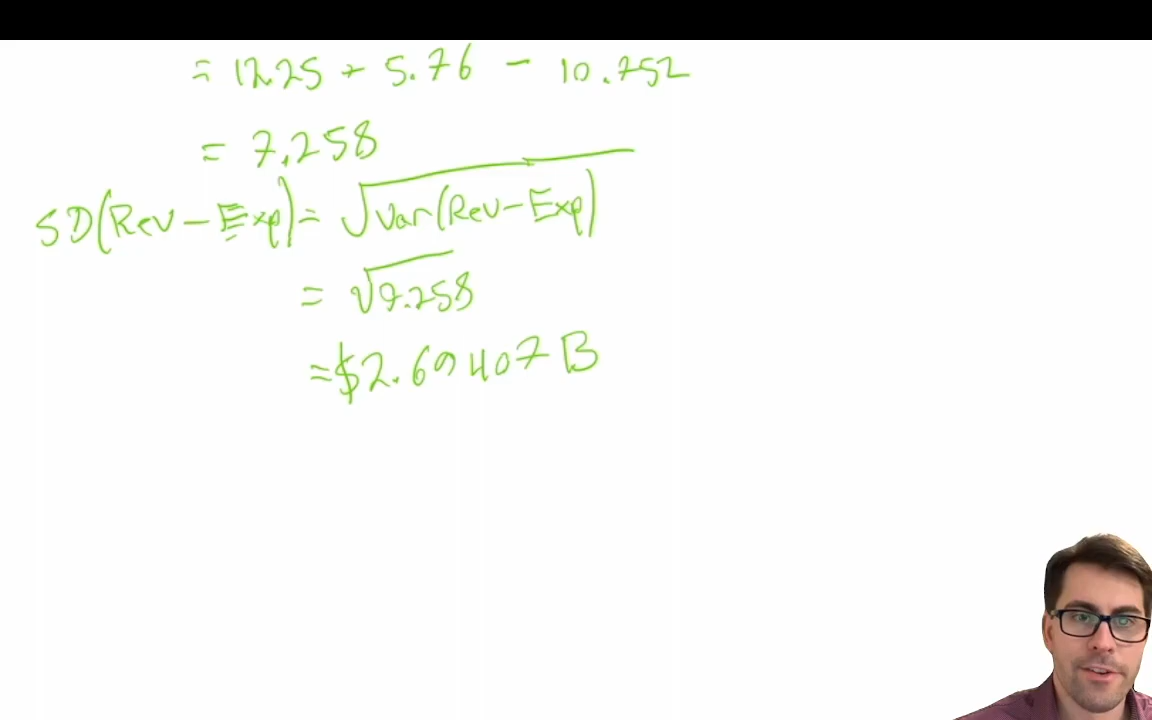 = 12.25 + 5.76 - 10.752
= 7.258
SD(Rev - Exp) = √Var(Rev - Exp)
= √7.258
= $2.69407 B